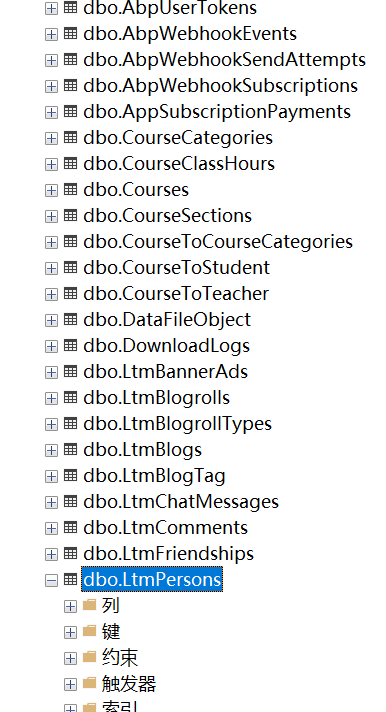 dbo.AbpUserTokens
dbo.AbpWebhookEvents
dbo.AbpWebhookSendAttempts
dbo.AbpWebhookSubscriptions
dbo.AppSubscriptionPayments
dbo.CourseCategories
dbo.CourseClassHours
dbo.Courses
dbo.CourseSections
dbo.CourseToCourseCategories
dbo.CourseToStudent
dbo.CourseToTeacher
dbo.DataFileObject
dbo.DownloadLogs
dbo.LtmBannerAds
dbo.LtmBlogrolls
dbo.LtmBlogrollTypes
dbo.LtmBlogs
dbo.LtmBlogTag
dbo.LtmChatMessages
dbo.LtmComments
dbo.LtmFriendships
dbo.LtmPersons
列
键
约束
触发器
索引